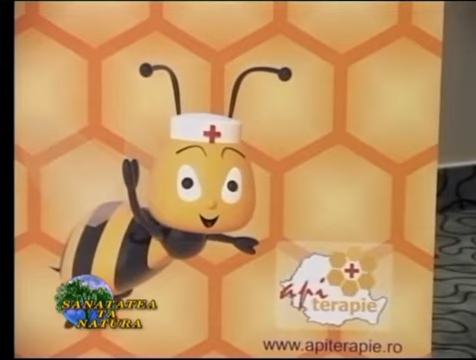 api
terapie
www.apiterapie.ro
SANATATEA
TA
NATURA